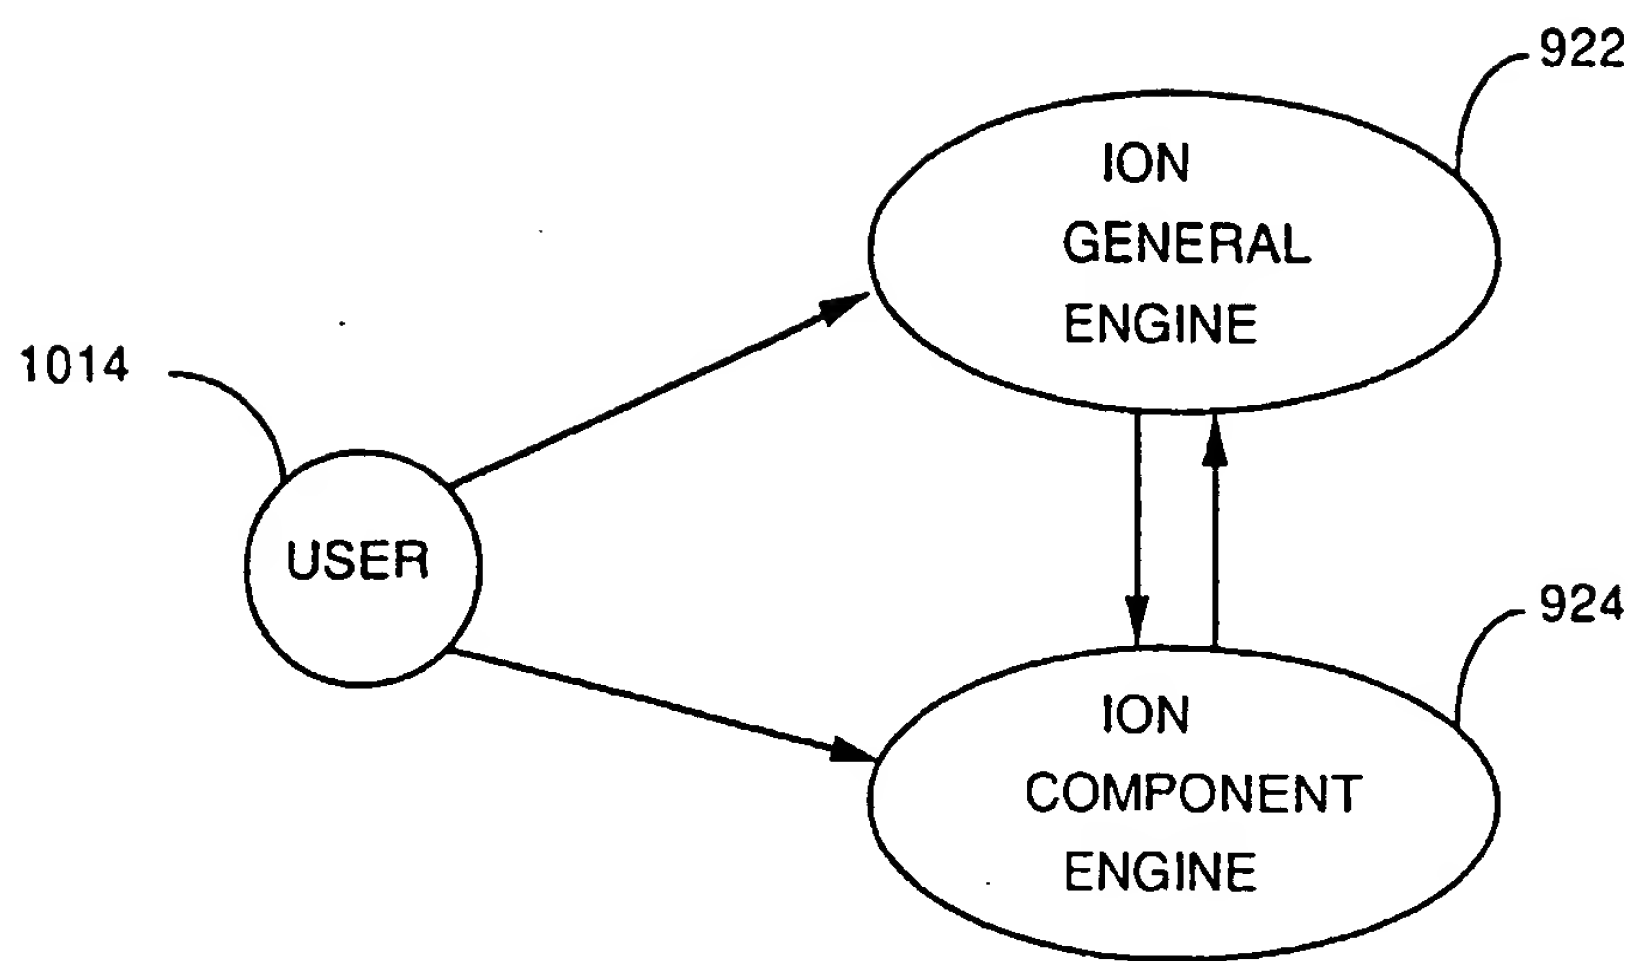 922
ION
GENERAL
ENGINE
1014
USER
924
ION
COMPONENT
ENGINE